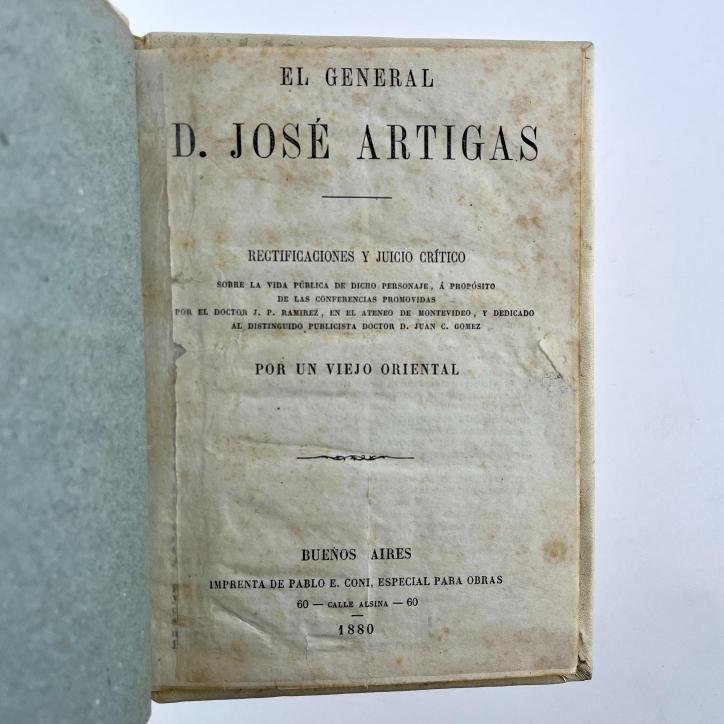 EL GENERAL
D. JOSÉ ARTIGAS
RECTIFICACIONES Y JUICIO CRÍTICO
SOBRE LA VIDA PÚBLICA DE DICHO PERSONAJE, Á PROPÓSITO
DE LAS CONFERENCIAS PROMOVIDAS
POR EL DOCTOR J. P. RAMIREZ, EN EL ATENEO DE MONTEVIDEO, Y DEDICADO
AL DISTINGUIDO PUBLICISTA DOCTOR D. JUAN C. GOMEZ
POR UN VIEJO ORIENTAL
BUENOS AIRES
IMPRENTA DE PABLO E. CONI, ESPECIAL PARA OBRAS
60 — CALLE ALSINA — 60
1880